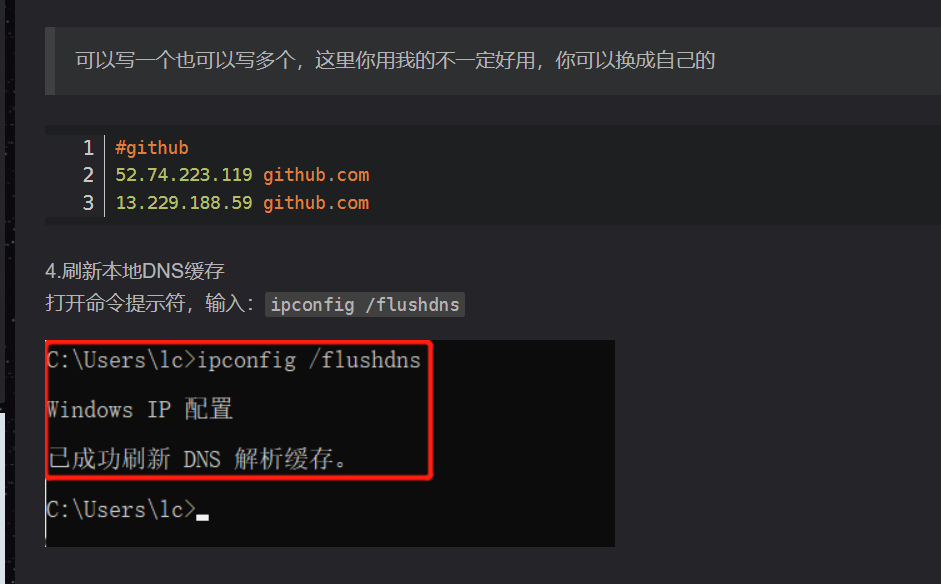 可以写一个也可以写多个，这里你用我的不一定好用，你可以换成自己的
1 #github
2 52.74.223.119 github.com
3 13.229.188.59 github.com
4.刷新本地DNS缓存
打开命令提示符，输入： ipconfig /flushdns
C:\Users\lc>ipconfig /flushdns
Windows IP 配置
已成功刷新 DNS 解析缓存。
C:\Users\lc>